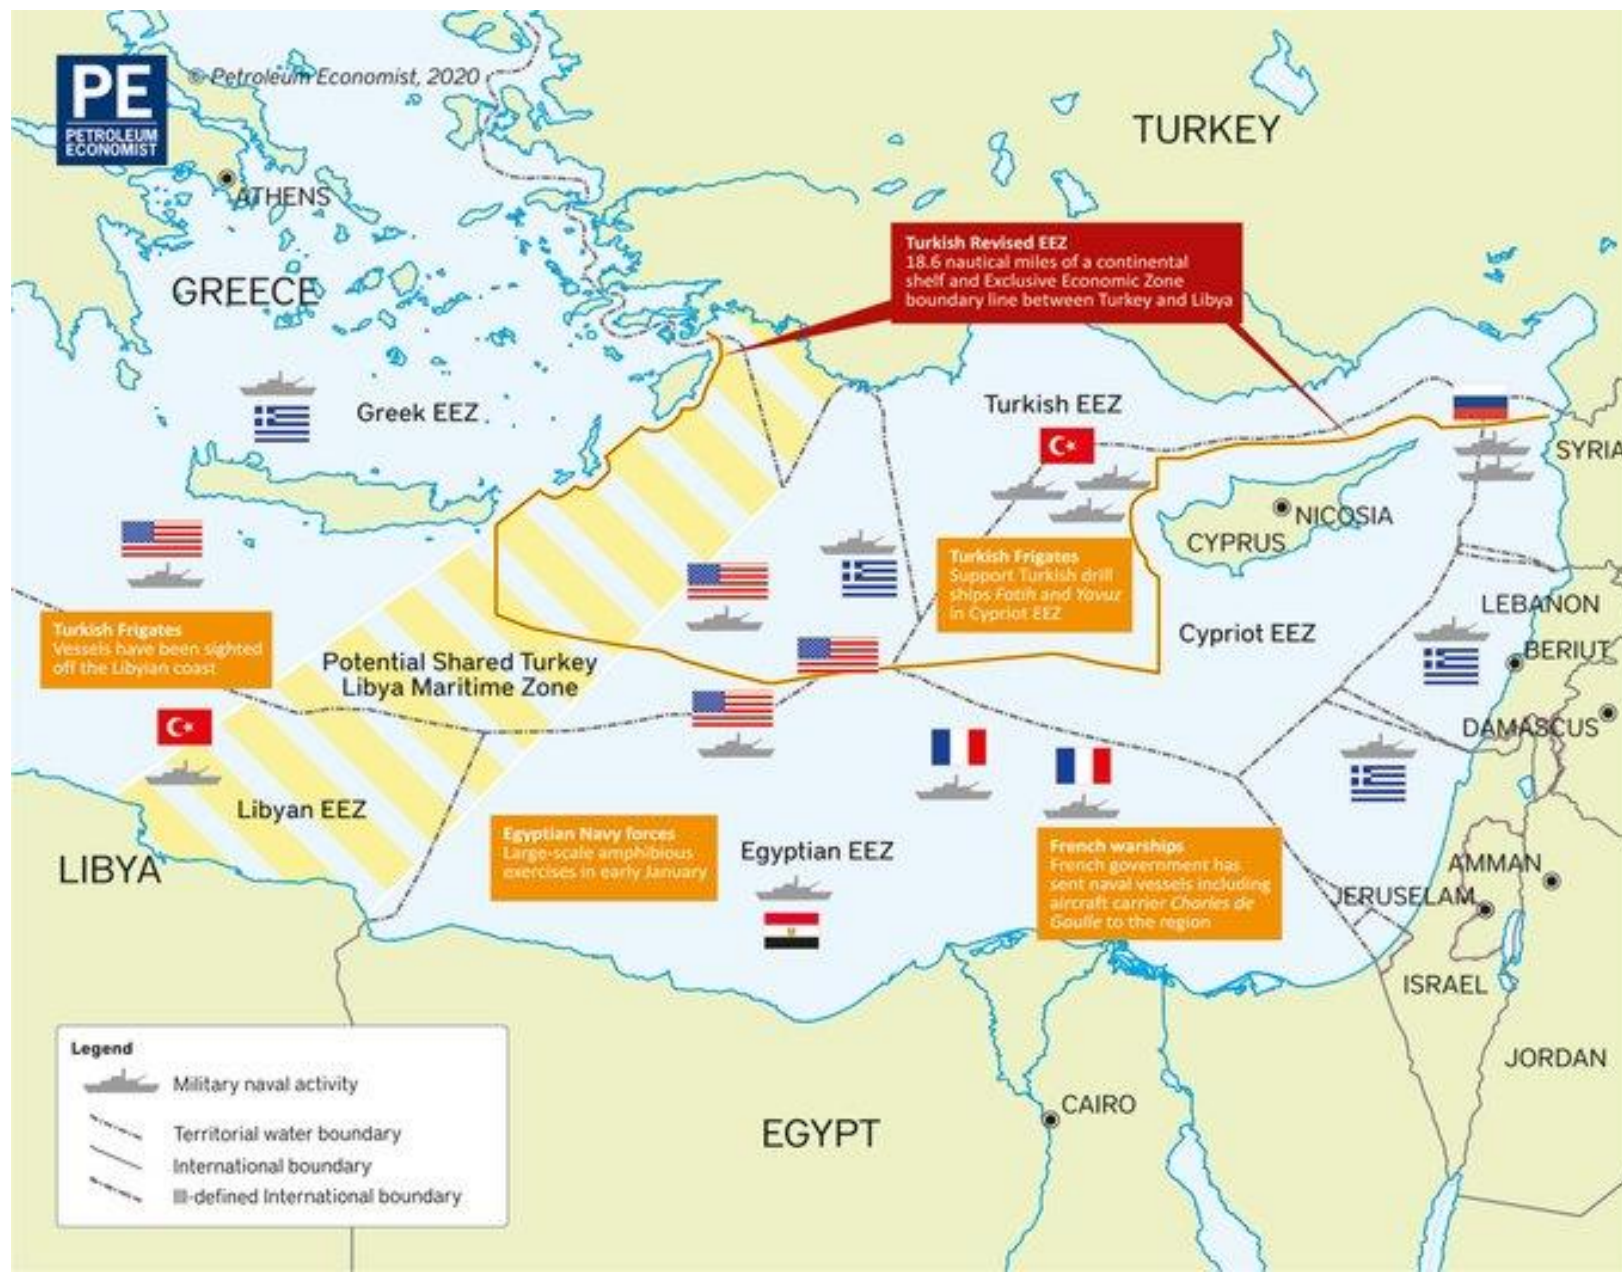 PE
PETROLEUM
ECONOMIST
© Petroleum Economist, 2020
TURKEY
ATHENS
GREECE
Turkish Revised EEZ
18.6 nautical miles of a continental
shelf and Exclusive Economic Zone
boundary line between Turkey and Libya
Greek EEZ
Turkish EEZ
SYRIA
NICOSIA
CYPRUS
Turkish Frigates
Support Turkish drill
ships Fatih and Yavuz
in Cypriot EEZ
LEBANON
Cypriot EEZ
BERIUT
Turkish Frigates
Vessels have been sighted
off the Libyian coast
Potential Shared Turkey
Libya Maritime Zone
DAMASCUS
Libyan EEZ
LIBYA
Egyptian Navy forces
Large-scale amphibious
exercises in early January
Egyptian EEZ
French warships
French government has
sent naval vessels including
aircraft carrier Charles de
Gaulle to the region
AMMAN
JERUSELAM
ISRAEL
JORDAN
Legend
Military naval activity
Territorial water boundary
International boundary
Ill-defined International boundary
EGYPT
CAIRO